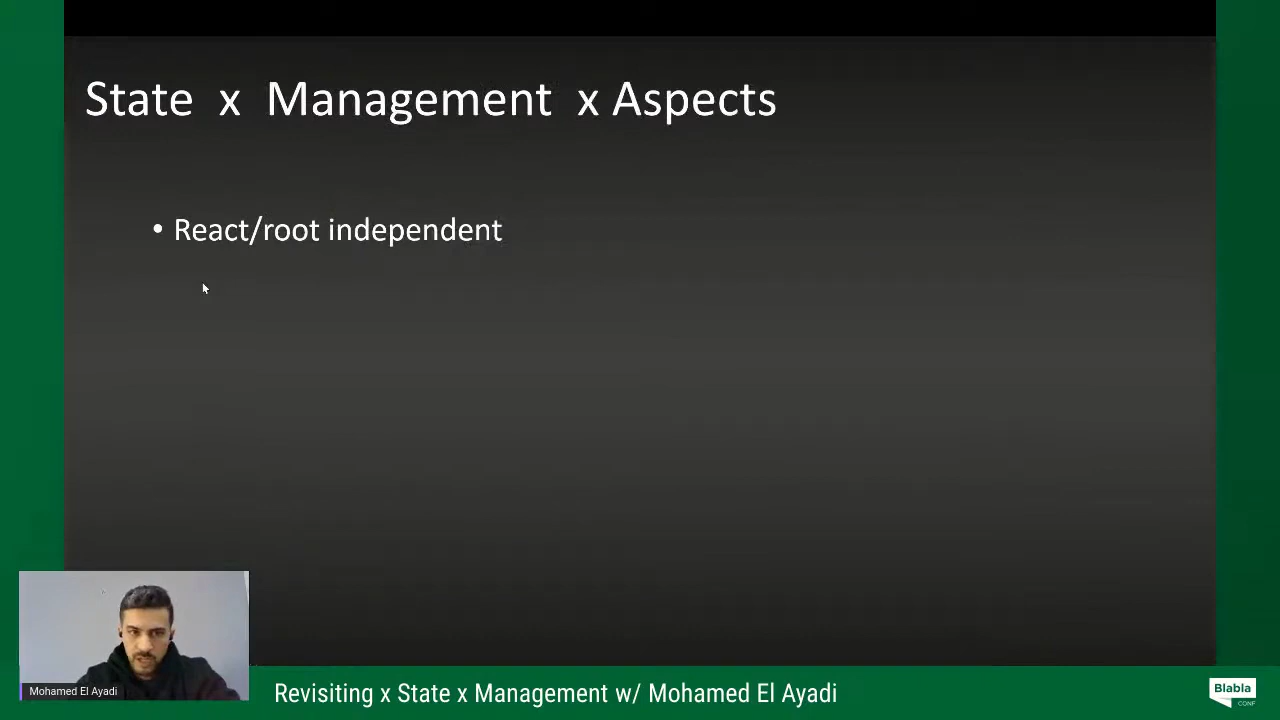 State x Management x Aspects
• React/root independent
Mohamed El Ayadi
Revisiting x State x Management w/ Mohamed El Ayadi
Blabla
CONF